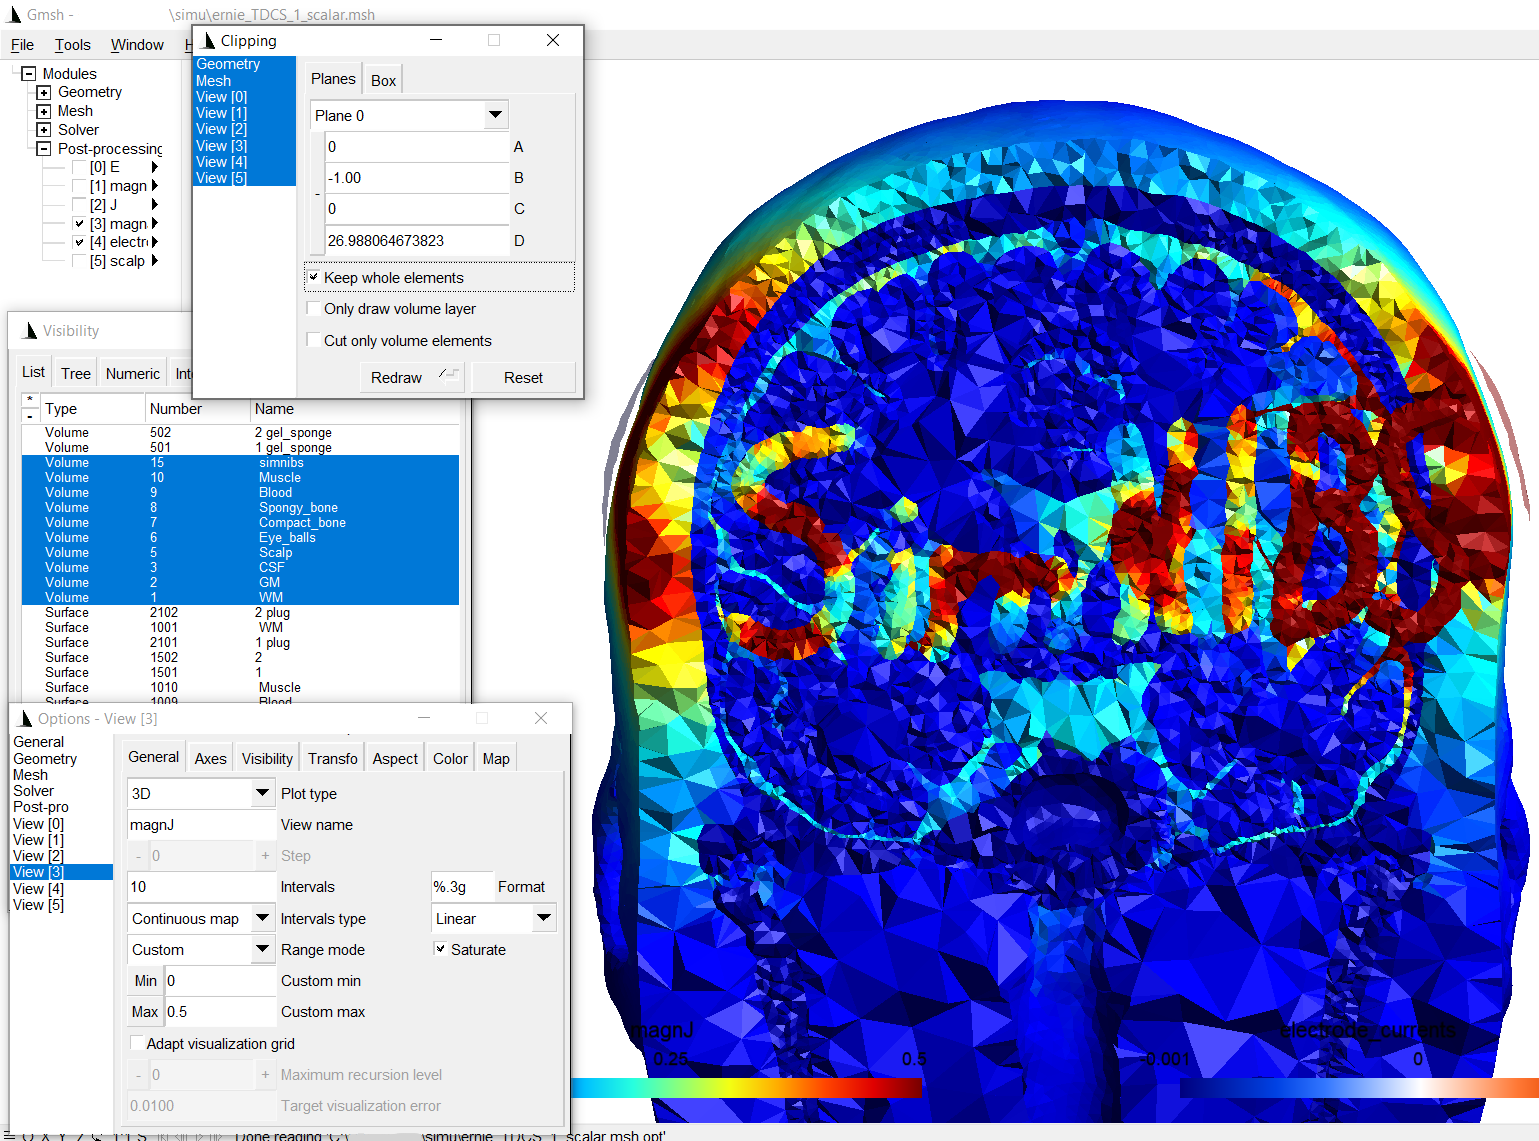 Gmsh - \simu\ernie_TDCS_1_scalar.msh
File Tools Window
Modules
Geometry
Mesh
Solver
Post-processing
[0] E
[1] magn
[2] J
[3] magn
[4] electr
[5] scalp
Clipping
Geometry
Mesh
View [0]
View [1]
View [2]
View [3]
View [4]
View [5]
Planes Box
Plane 0
0 A
-1.00 B
0 C
26.988064673823 D
-
Keep whole elements
Only draw volume layer
Cut only volume elements
Redraw Reset
Visibility
List Tree Numeric Int
* Type Number Name
-
Volume 502 2 gel_sponge
Volume 501 1 gel_sponge
Volume 15 simnibs
Volume 10 Muscle
Volume 9 Blood
Volume 8 Spongy_bone
Volume 7 Compact_bone
Volume 6 Eye_balls
Volume 5 Scalp
Volume 3 CSF
Volume 2 GM
Volume 1 WM
Surface 2102 2 plug
Surface 1001 WM
Surface 2101 1 plug
Surface 1502 2
Surface 1501 1
Surface 1010 Muscle
Surface 1009 Blood
Options - View [3]
General
Geometry
Mesh
Solver
Post-pro
View [0]
View [1]
View [2]
View [3]
View [4]
View [5]
General Axes Visibility Transfo Aspect Color Map
3D Plot type
magnJ View name
- 0 + Step
10 Intervals %.3g Format
Continuous map Intervals type Linear
Custom Range mode Saturate
Min 0 Custom min
Max 0.5 Custom max
Adapt visualization grid
- 0 + Maximum recursion level
0.0100 Target visualization error
SimNIBS
magnJ
0.25 0.5
electrode_currents
-0.001 0
O X Y Z 1:1 S Done reading 'C:\ \simu\ernie_TDCS_1_scalar.msh.opt'